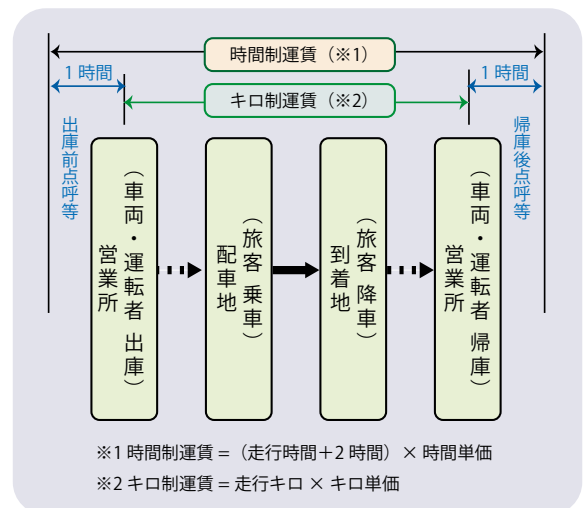 時間制運賃（※1）
1 時間
1 時間
キロ制運賃（※2）
出庫前点呼等
帰庫後点呼等
営業所
（車両・運転者 出庫）
配車地
（旅客 乗車）
到着地
（旅客 降車）
営業所
（車両・運転者 帰庫）
※1 時間制運賃 = （走行時間＋2 時間） × 時間単価
※2 キロ制運賃 = 走行キロ × キロ単価